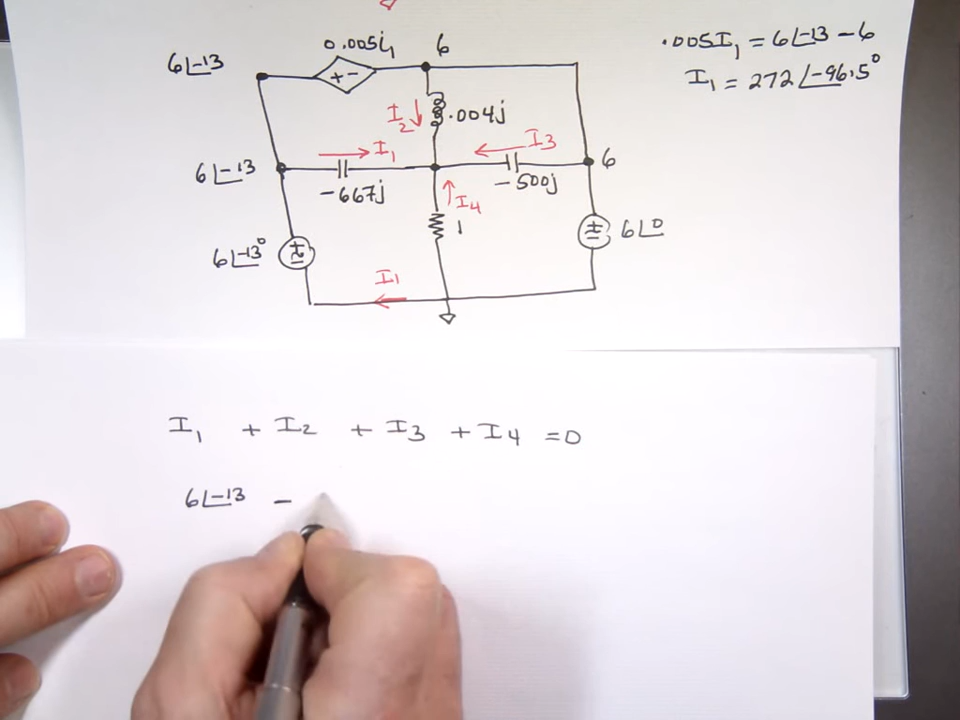 0.005i₁ 6
6∠-13
.005I₁ = 6∠-13 - 6
I₁ = 272∠-96.5°
I₂ .004j
6∠-13 I₁ I₃ 6
-667j -500j
I₄
1
6∠-13° 6∠0
+ -
I₁
I₁ + I₂ + I₃ + I₄ = 0
6∠-13 -